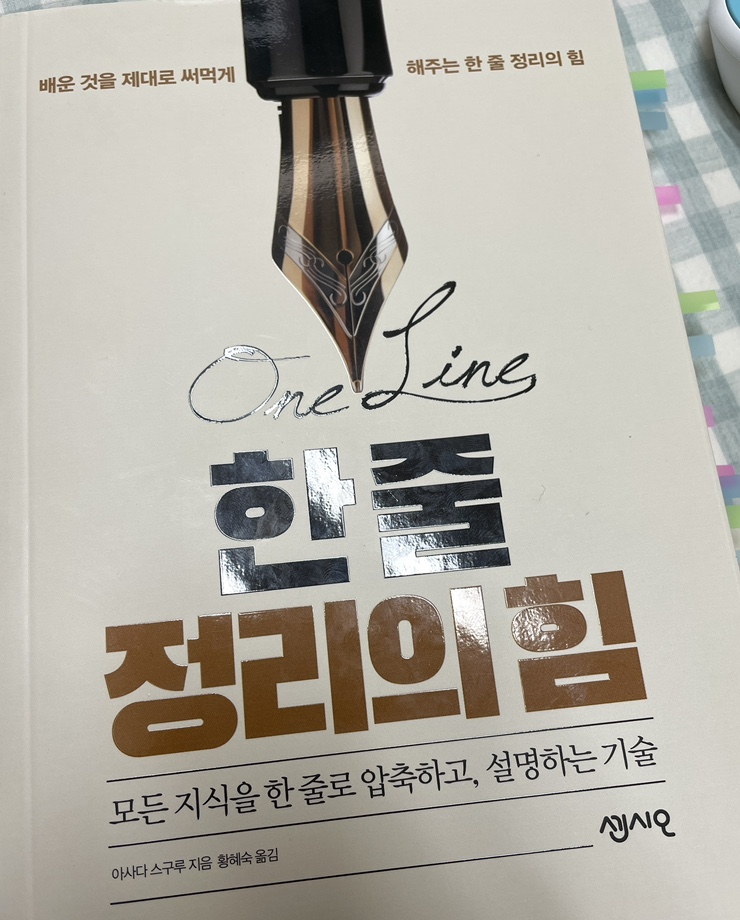 배운 것을 제대로 써먹게 해주는 한 줄 정리의 힘
One Line
한 줄
정리의 힘
모든 지식을 한 줄로 압축하고, 설명하는 기술
센시오
아사다 스구루 지음 황혜숙 옮김